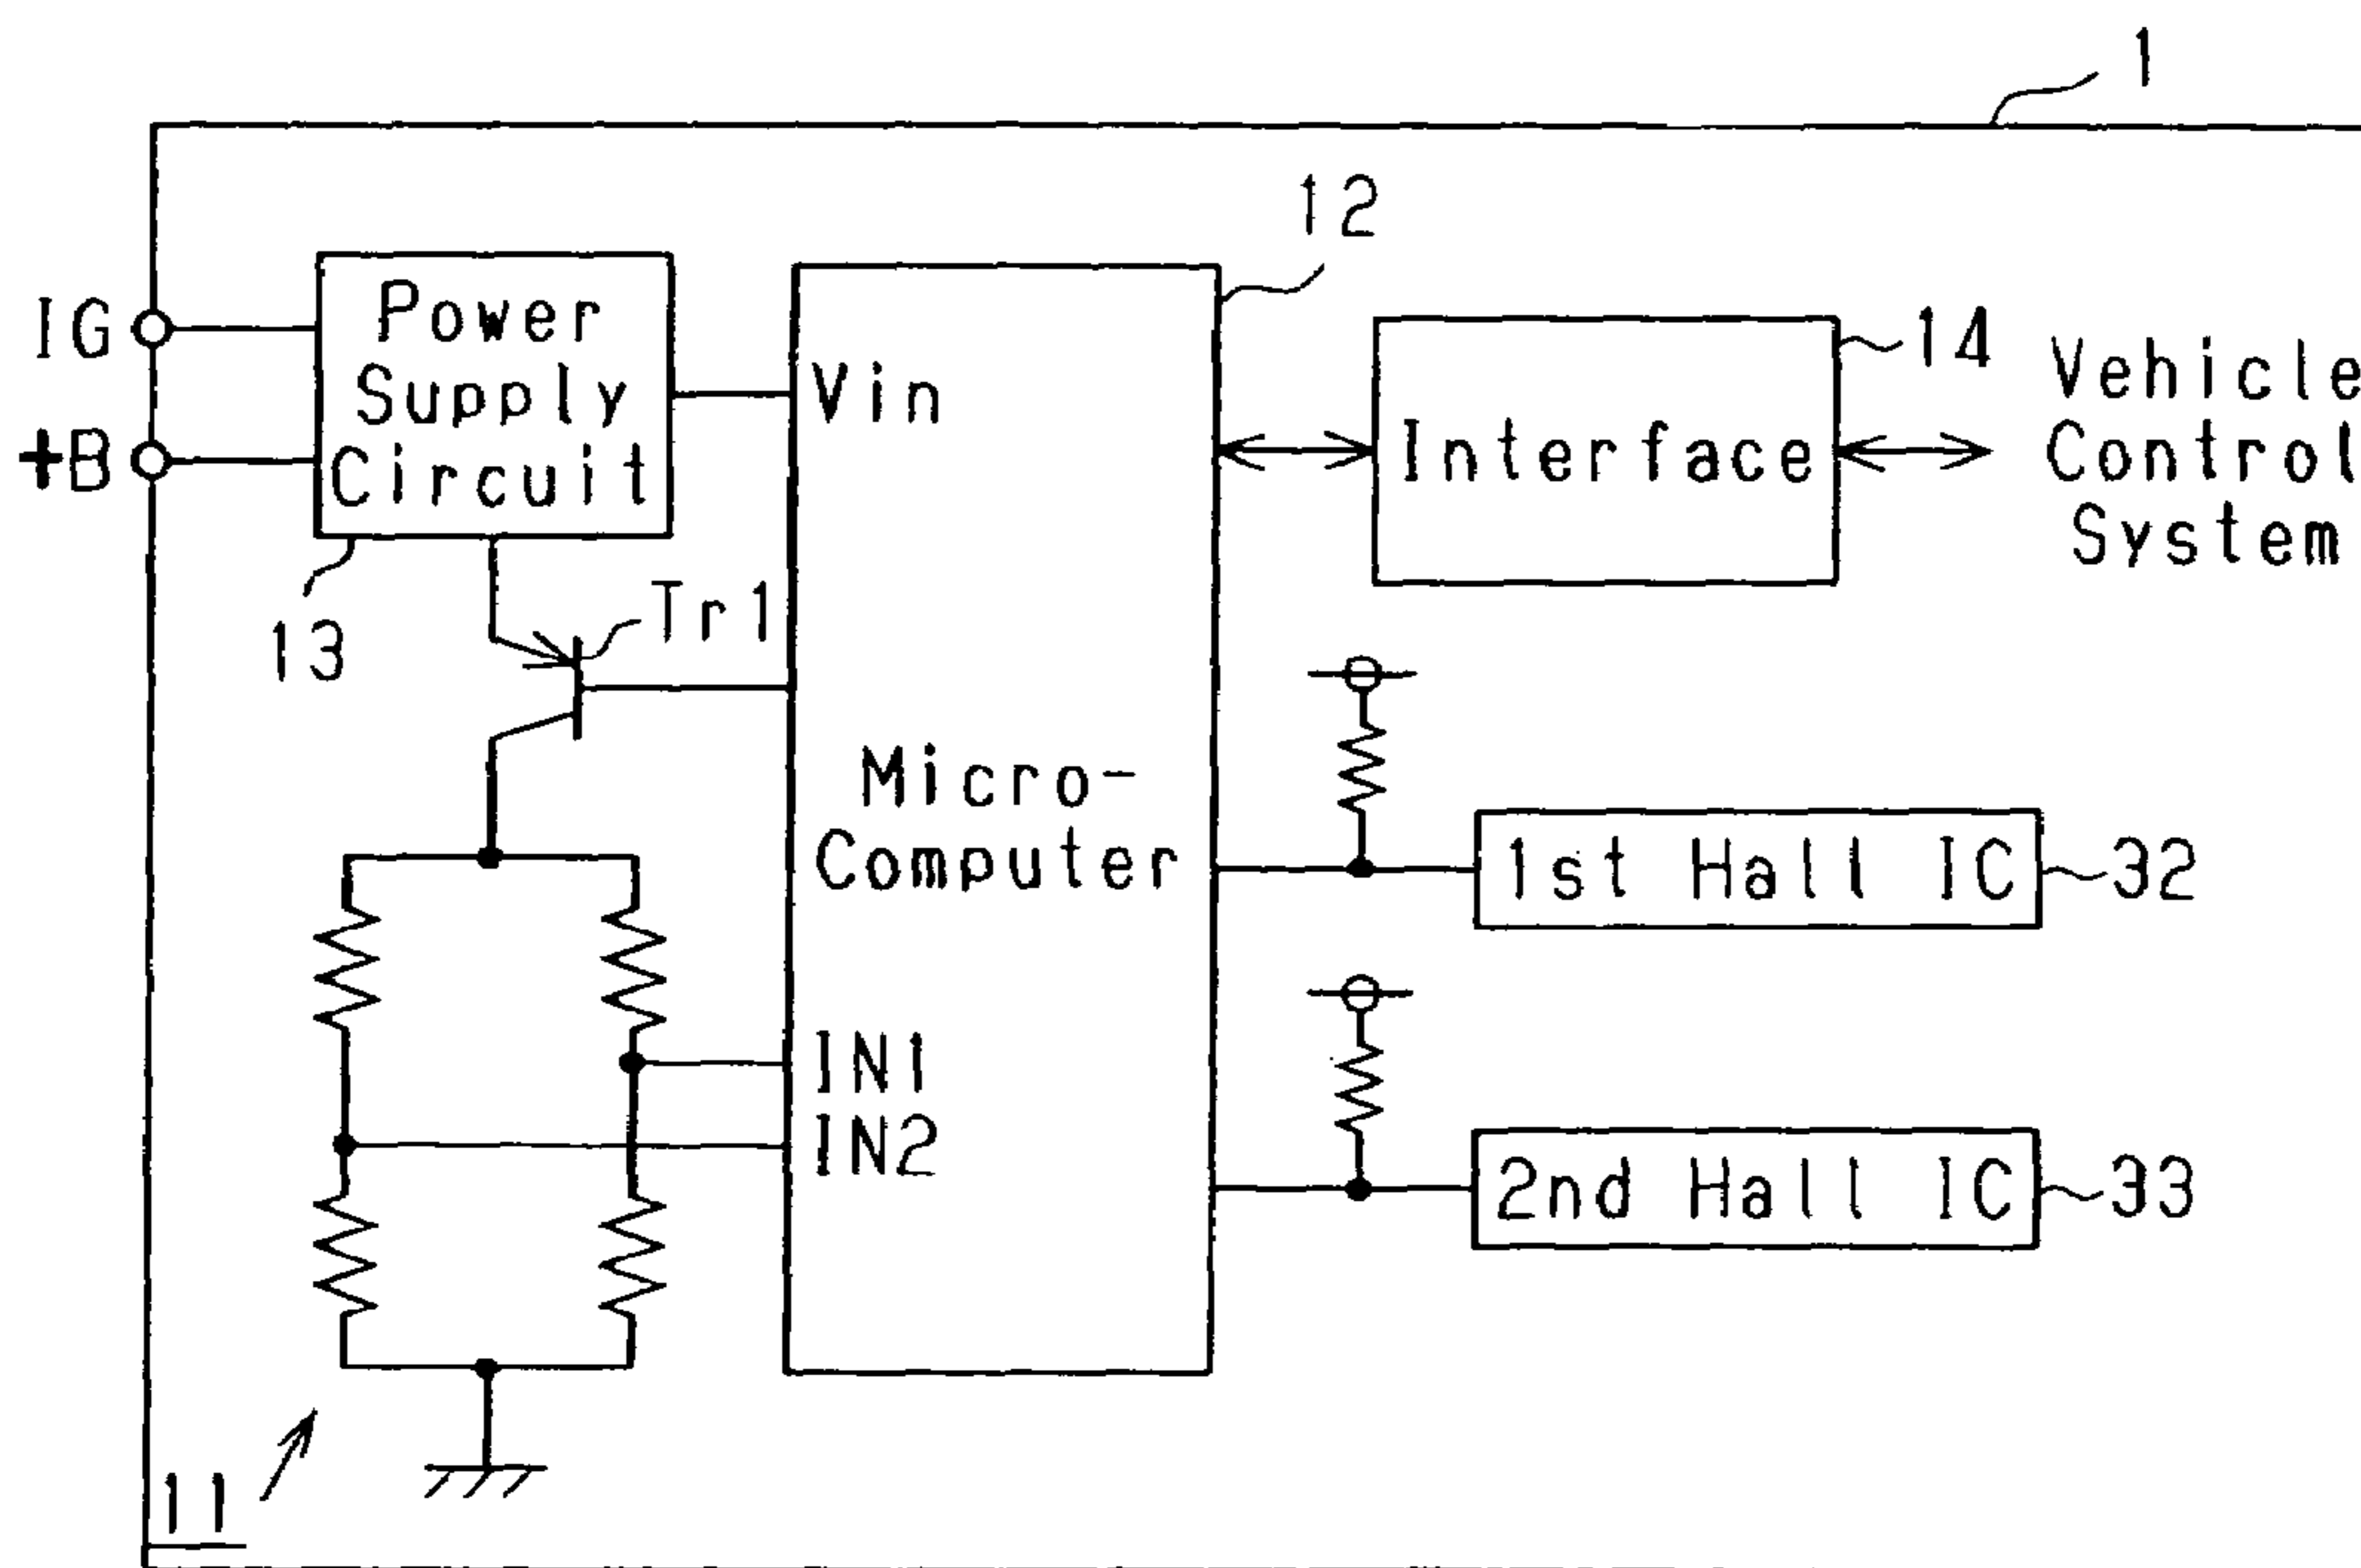 1
12
IG
+B
Power
Supply
Circuit
13
Vin
Tr1
Micro-
Computer
IN1
IN2
14
Interface
Vehicle
Control
System
1st Hall IC
32
2nd Hall IC
33
11